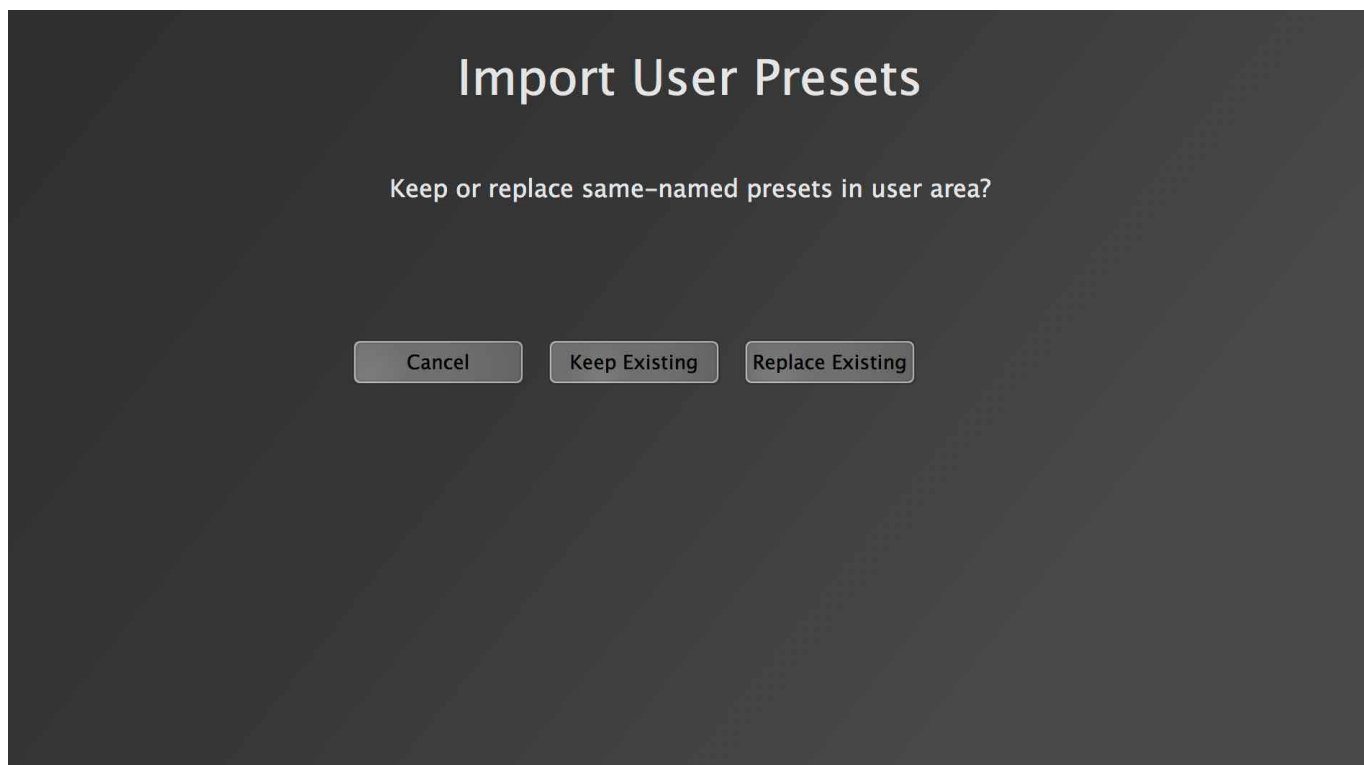 Import User Presets
Keep or replace same-named presets in user area?
Cancel Keep Existing Replace Existing